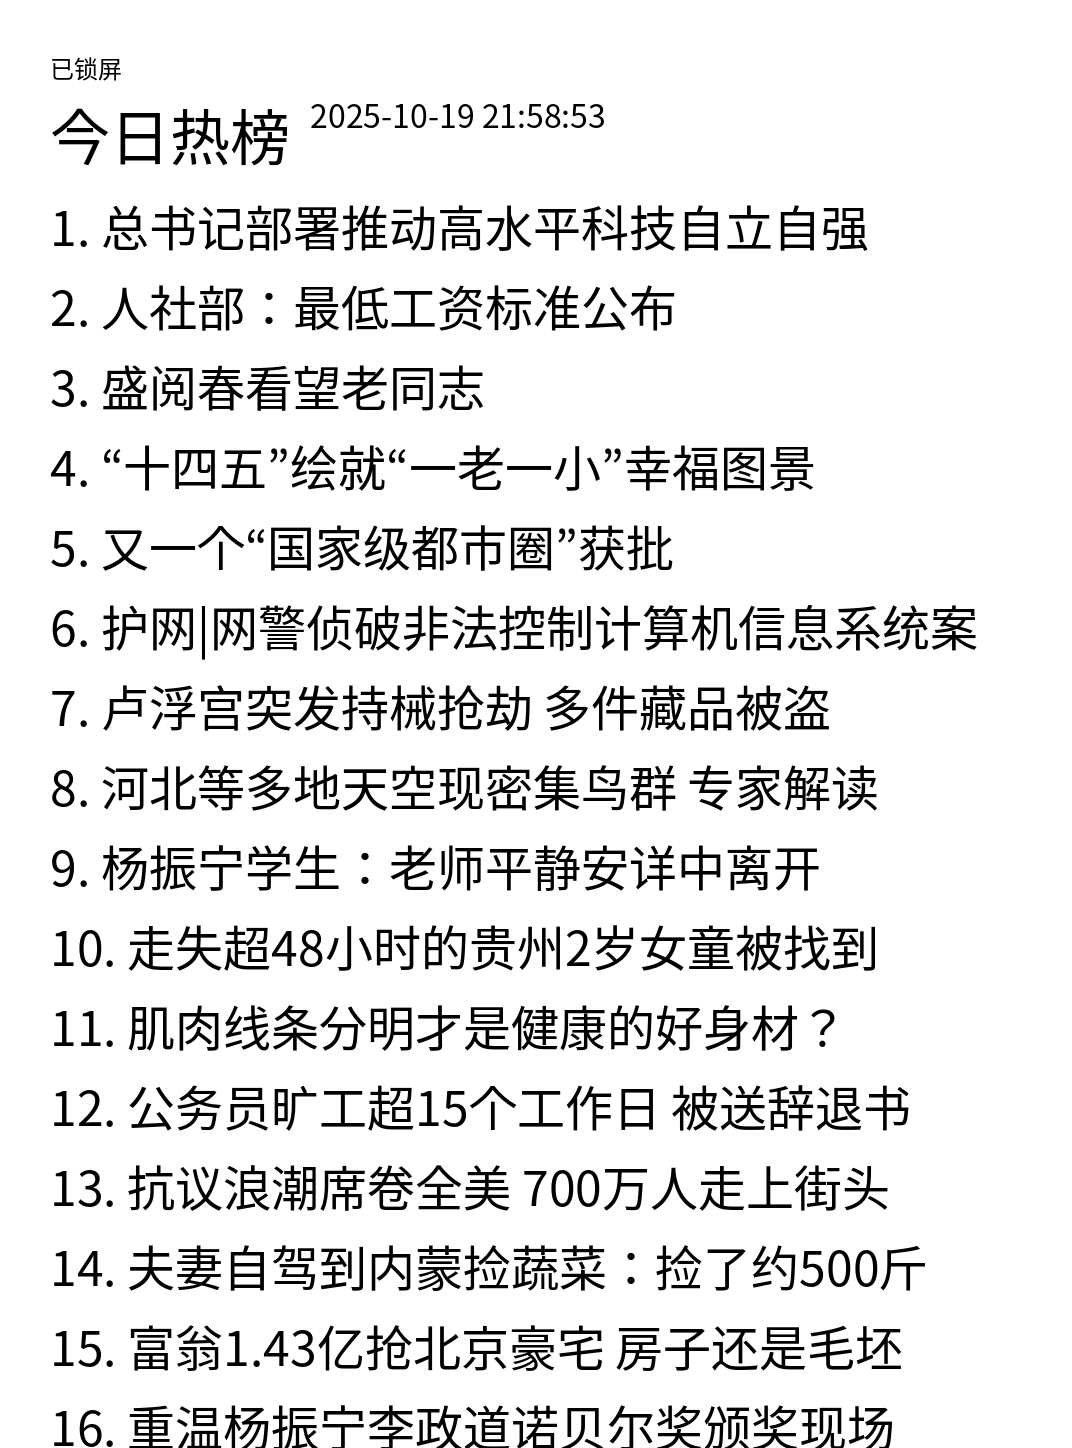 已锁屏
今日热榜 2025-10-19 21:58:53
1. 总书记部署推动高水平科技自立自强
2. 人社部：最低工资标准公布
3. 盛阅春看望老同志
4. “十四五”绘就“一老一小”幸福图景
5. 又一个“国家级都市圈”获批
6. 护网|网警侦破非法控制计算机信息系统案
7. 卢浮宫突发持械抢劫 多件藏品被盗
8. 河北等多地天空现密集鸟群 专家解读
9. 杨振宁学生：老师平静安详中离开
10. 走失超48小时的贵州2岁女童被找到
11. 肌肉线条分明才是健康的好身材？
12. 公务员旷工超15个工作日 被送辞退书
13. 抗议浪潮席卷全美 700万人走上街头
14. 夫妻自驾到内蒙捡蔬菜：捡了约500斤
15. 富翁1.43亿抢北京豪宅 房子还是毛坯
16. 重温杨振宁李政道诺贝尔奖颁奖现场